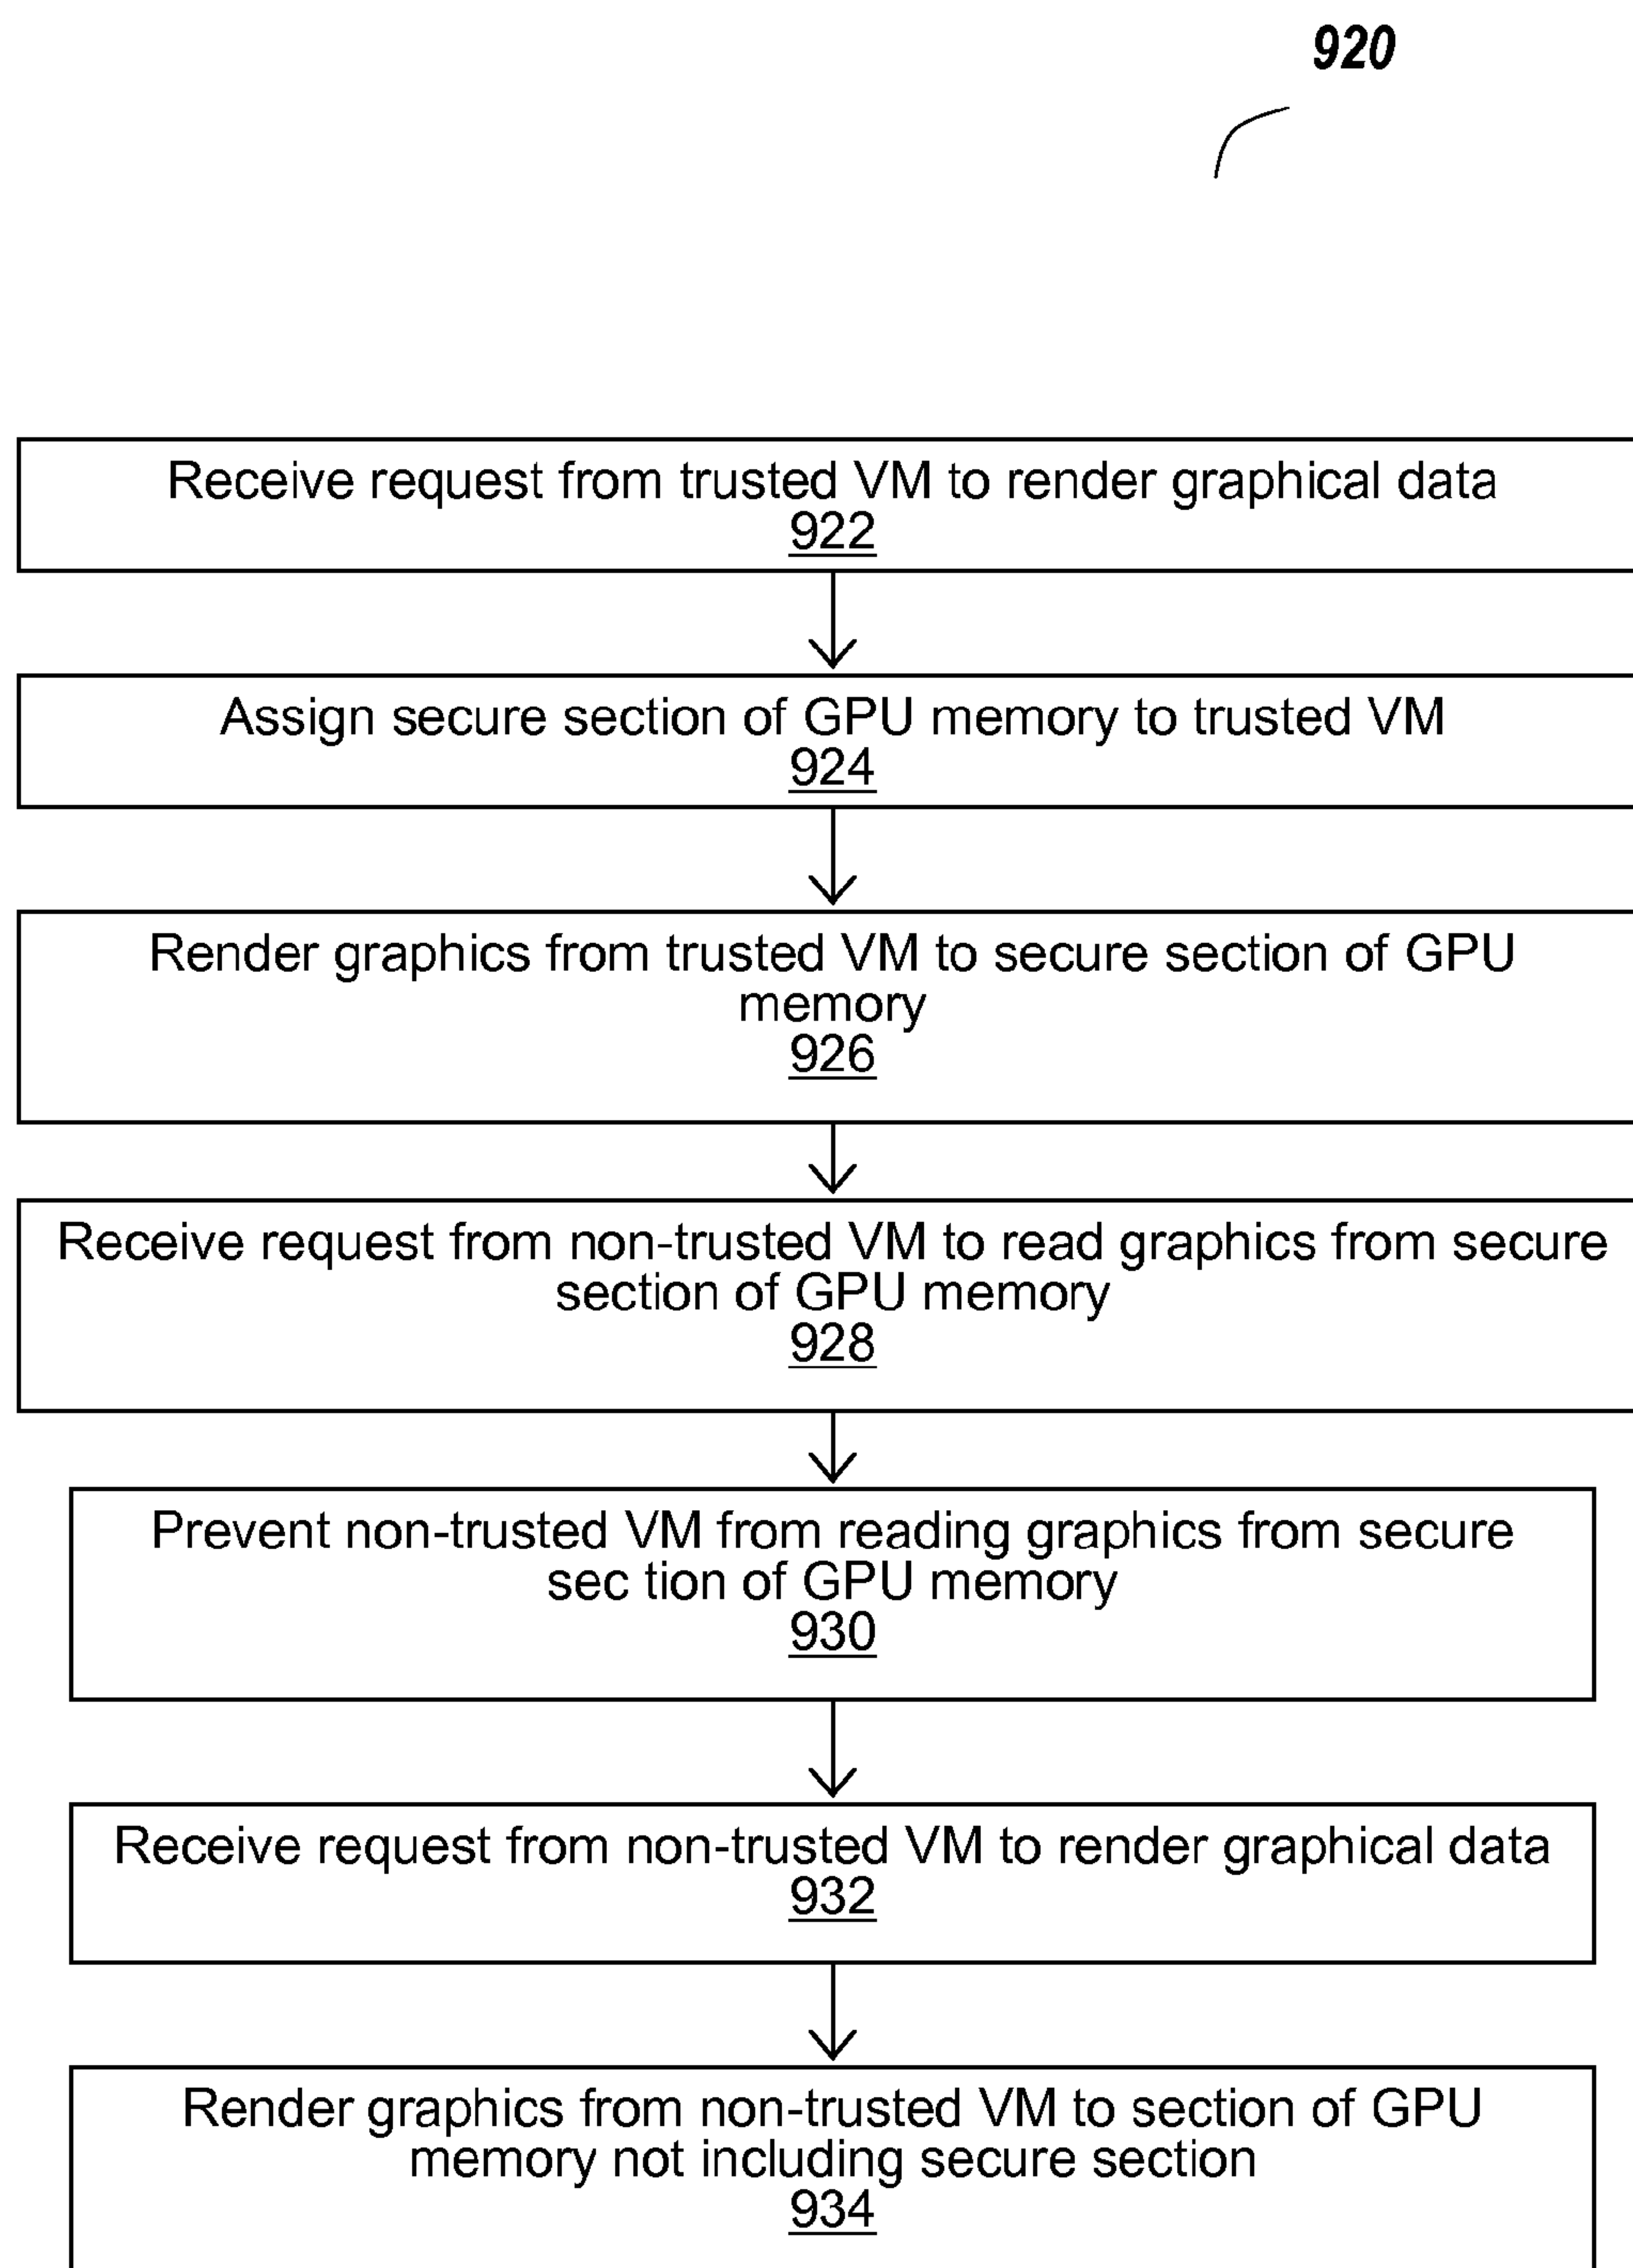 920
Receive request from trusted VM to render graphical data
922
Assign secure section of GPU memory to trusted VM
924
Render graphics from trusted VM to secure section of GPU
memory
926
Receive request from non-trusted VM to read graphics from secure
section of GPU memory
928
Prevent non-trusted VM from reading graphics from secure
sec tion of GPU memory
930
Receive request from non-trusted VM to render graphical data
932
Render graphics from non-trusted VM to section of GPU
memory not including secure section
934